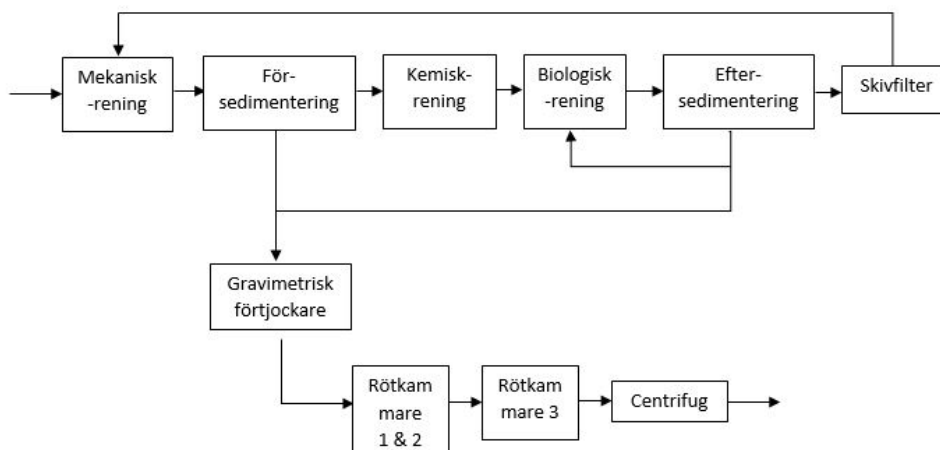 Mekanisk
-rening
För-
sedimentering
Kemisk-
rening
Biologisk
-rening
Efter-
sedimentering
Skivfilter
Gravimetrisk
förtjockare
Rötkam
mare
1 & 2
Rötkam
mare 3
Centrifug